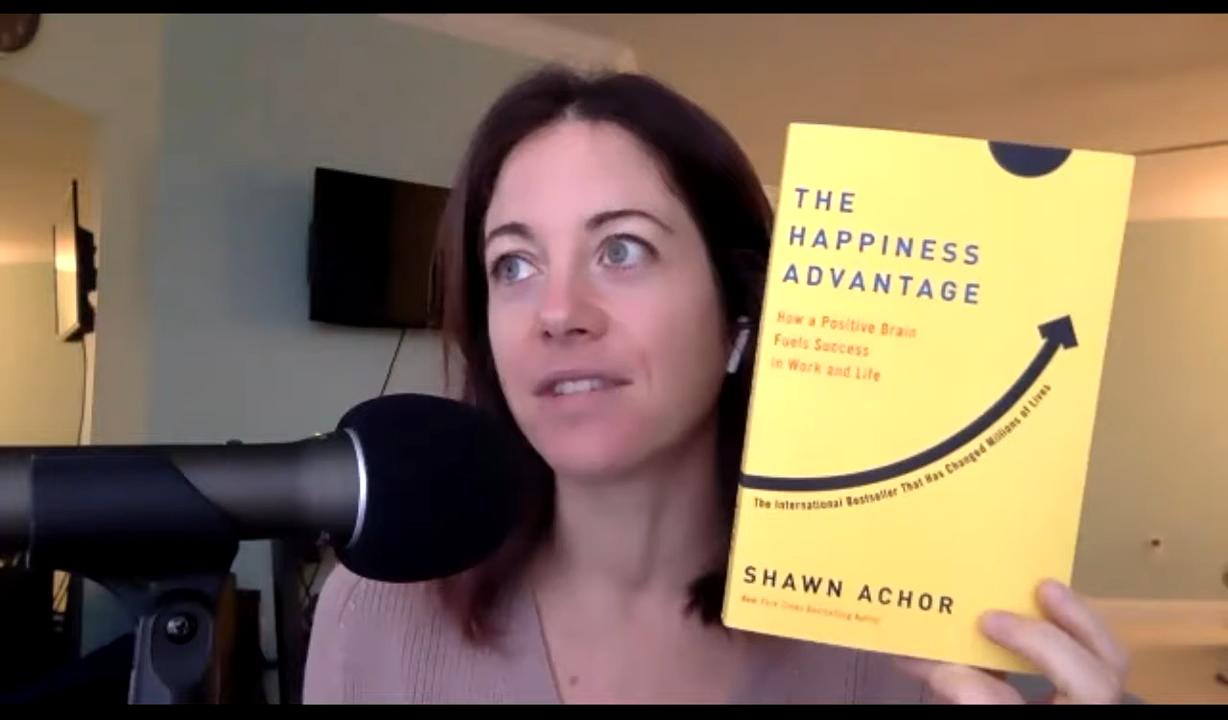 THE
HAPPINESS
ADVANTAGE
How a Positive Brain
Fuels Success
in Work and Life
The International Bestseller That Has Changed Millions of Lives
SHAWN ACHOR
New York Times Bestselling Author